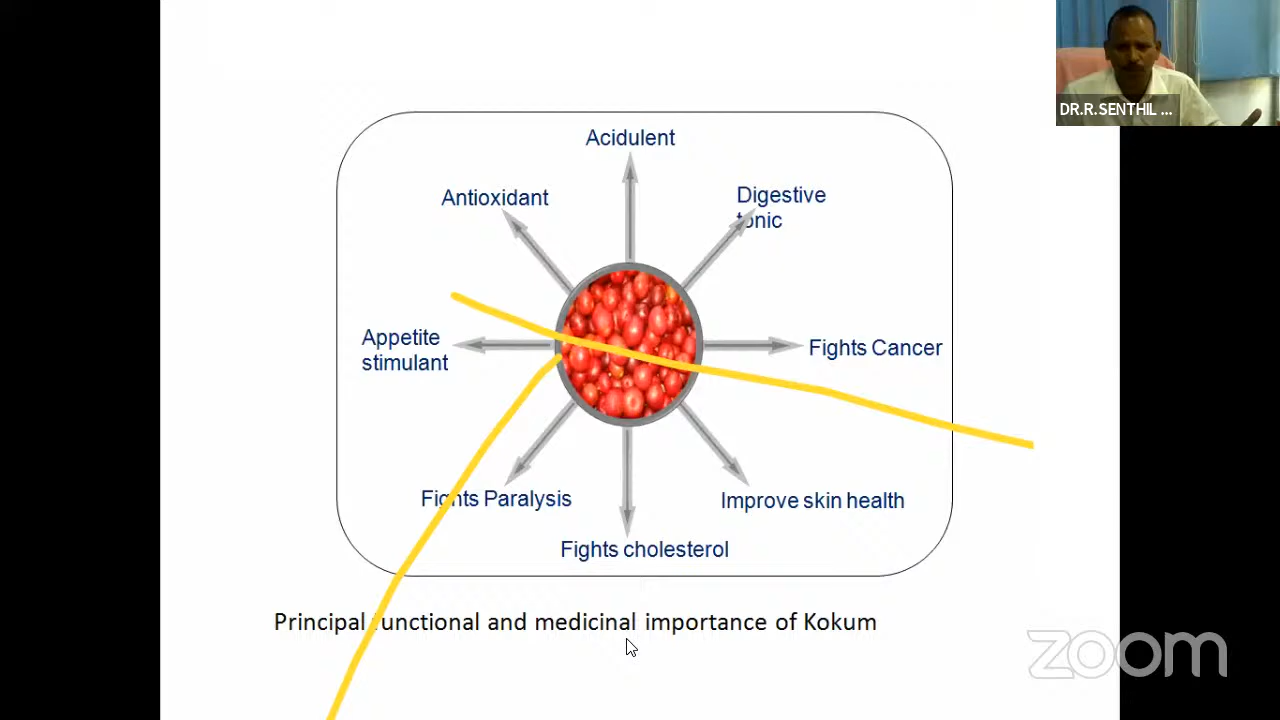 DR.R.SENTHIL ...
Acidulent
Antioxidant
Digestive
tonic
Appetite
stimulant
Fights Cancer
Fights Paralysis
Improve skin health
Fights cholesterol
Principal functional and medicinal importance of Kokum
zoom